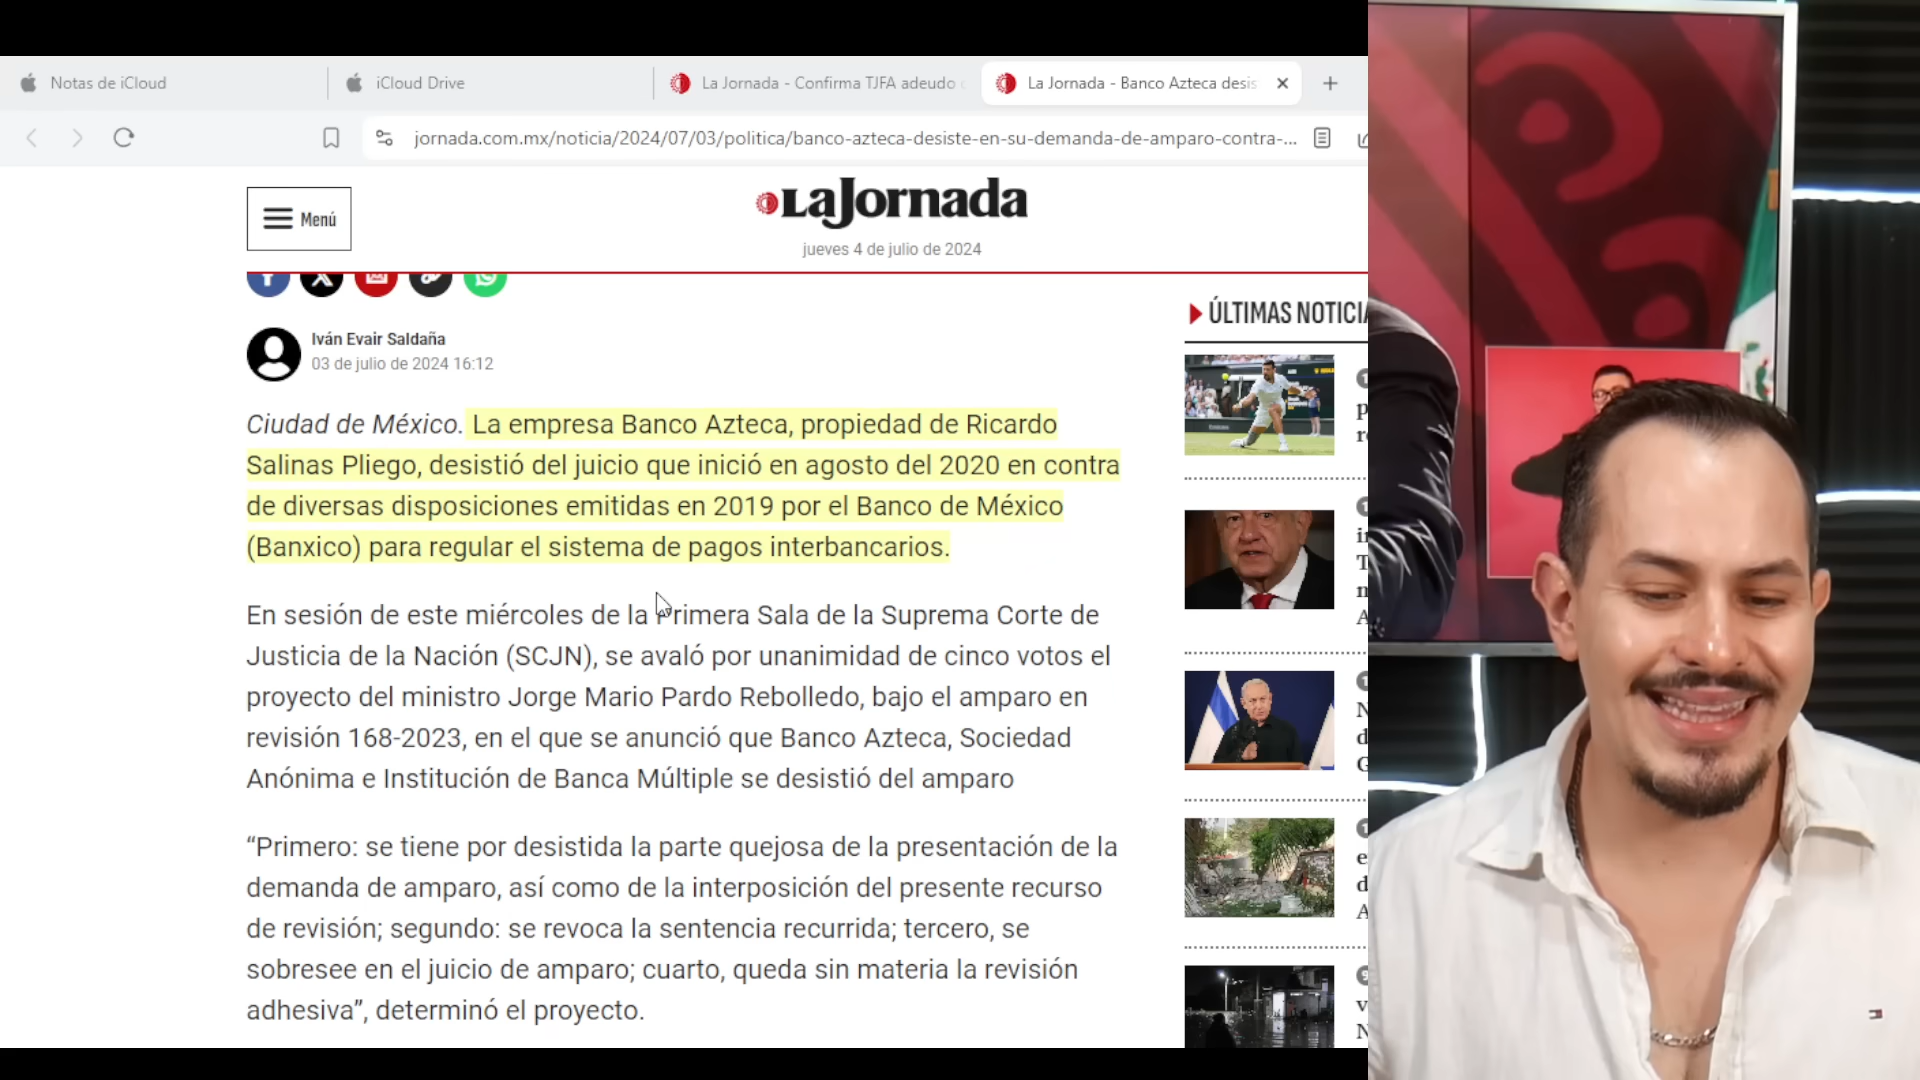 Notas de iCloud
iCloud Drive
La Jornada - Confirma TJFA adeudo
La Jornada - Banco Azteca desis
jornada.com.mx/noticia/2024/07/03/politica/banco-azteca-desiste-en-su-demanda-de-amparo-contra-...
Menú
La Jornada
jueves 4 de julio de 2024
Iván Evair Saldaña
03 de julio de 2024 16:12
Ciudad de México. La empresa Banco Azteca, propiedad de Ricardo
Salinas Pliego, desistió del juicio que inició en agosto del 2020 en contra
de diversas disposiciones emitidas en 2019 por el Banco de México
(Banxico) para regular el sistema de pagos interbancarios.
En sesión de este miércoles de la Primera Sala de la Suprema Corte de
Justicia de la Nación (SCJN), se avaló por unanimidad de cinco votos el
proyecto del ministro Jorge Mario Pardo Rebolledo, bajo el amparo en
revisión 168-2023, en el que se anunció que Banco Azteca, Sociedad
Anónima e Institución de Banca Múltiple se desistió del amparo
“Primero: se tiene por desistida la parte quejosa de la presentación de la
demanda de amparo, así como de la interposición del presente recurso
de revisión; segundo: se revoca la sentencia recurrida; tercero, se
sobresee en el juicio de amparo; cuarto, queda sin materia la revisión
adhesiva”, determinó el proyecto.
ÚLTIMAS NOTICIA